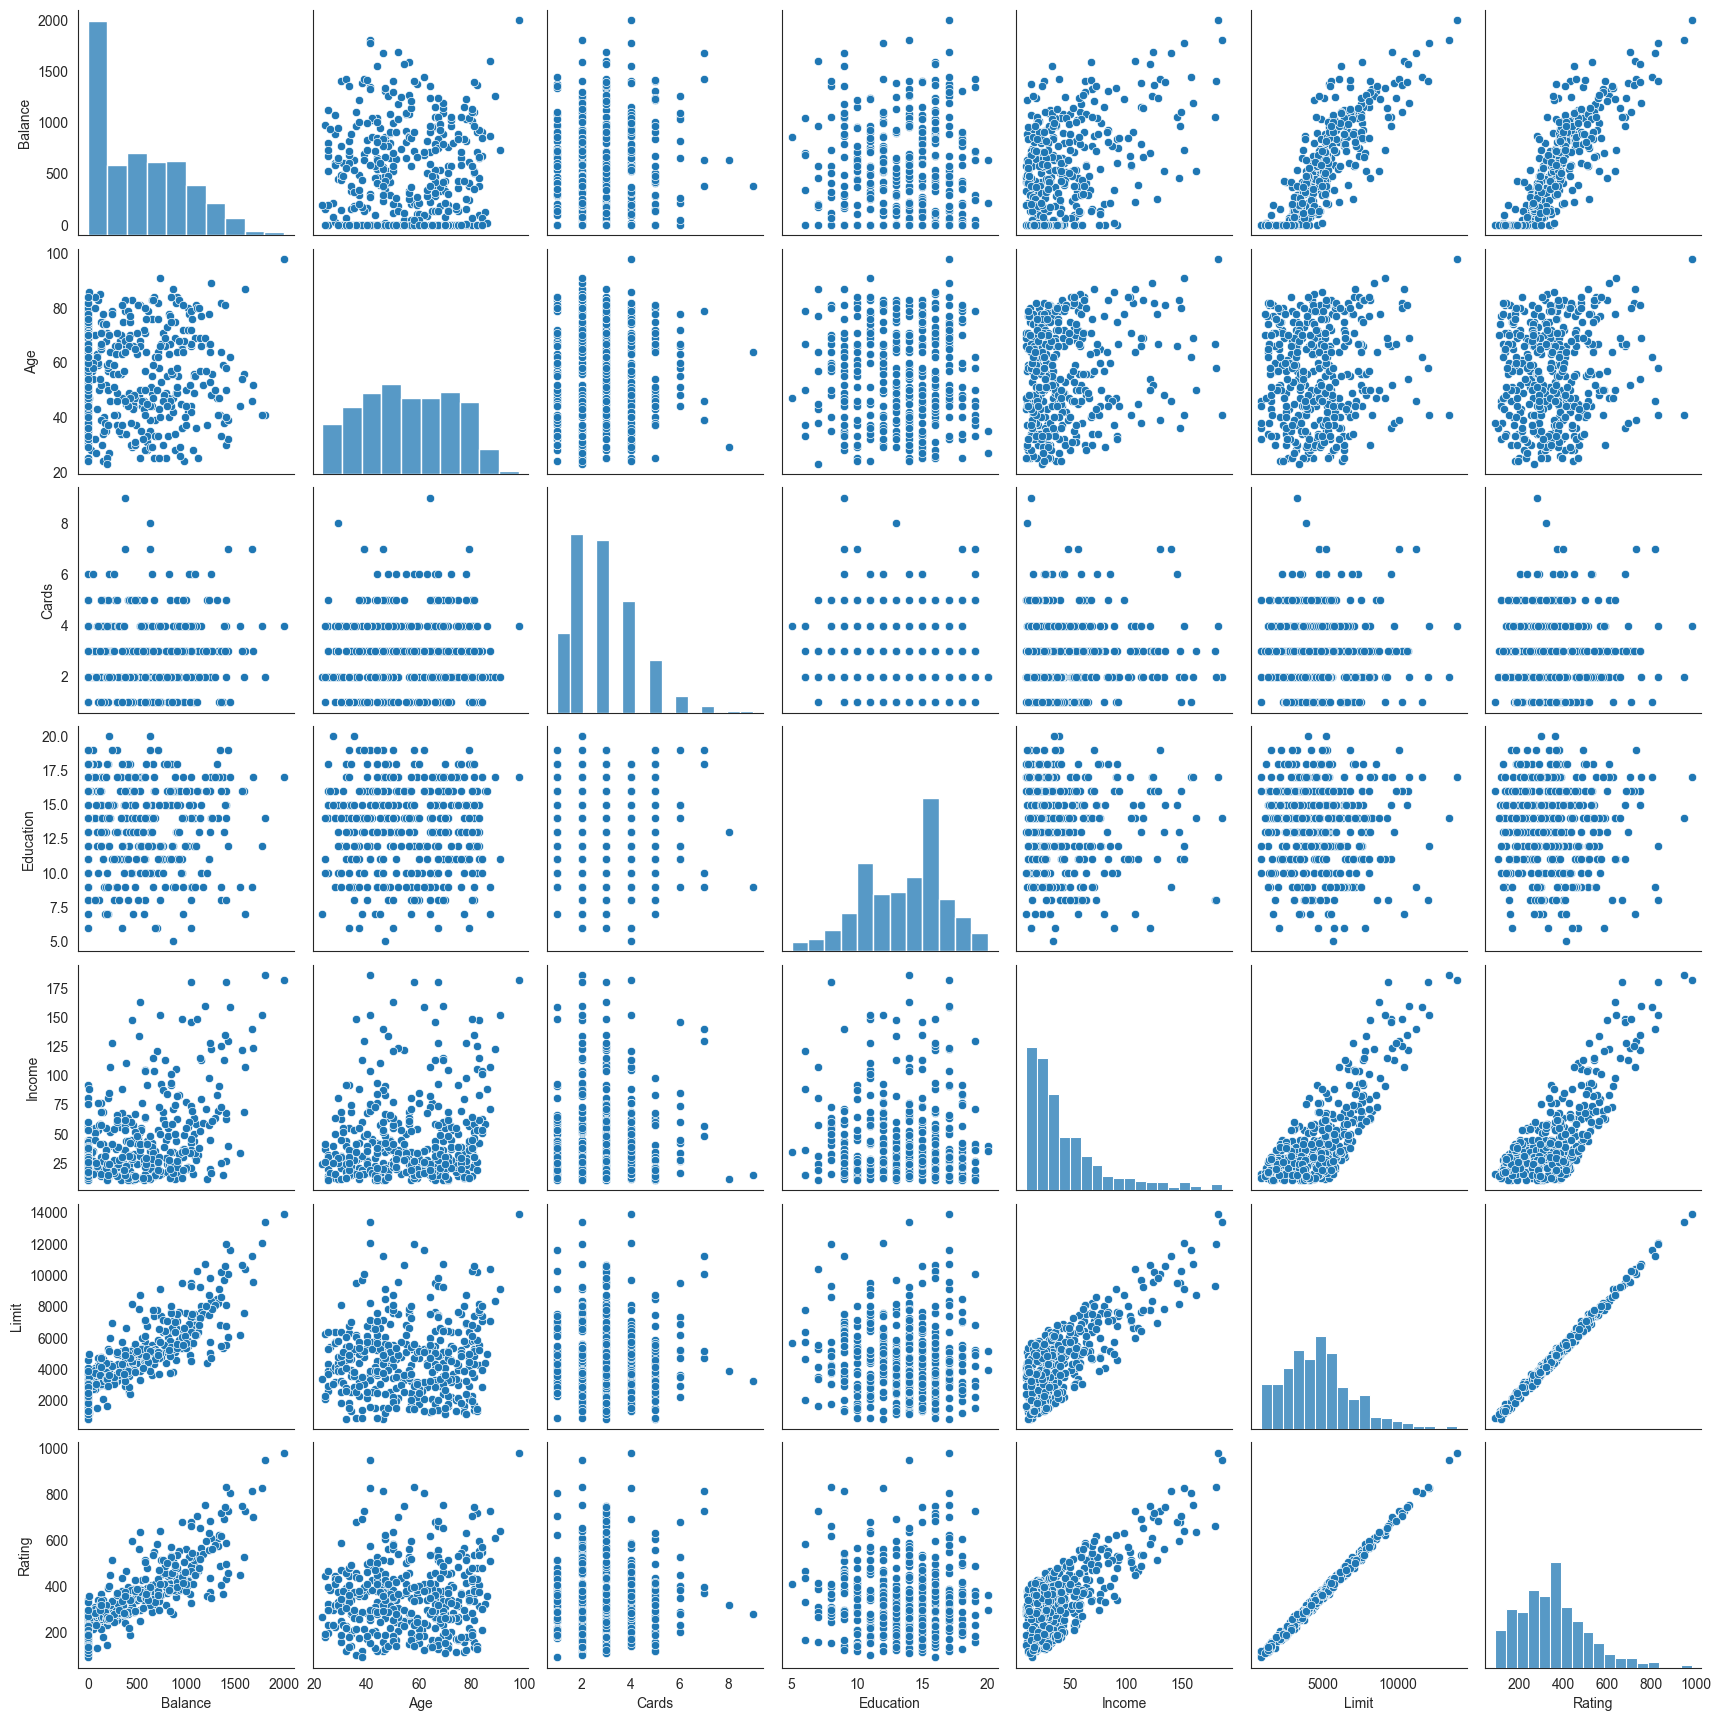 2000
1500
1000
500
0
Balance
100
80
60
40
20
Age
8
6
4
2
Cards
20.0
17.5
15.0
12.5
10.0
7.5
5.0
Education
175
150
125
100
75
50
25
Income
14000
12000
10000
8000
6000
4000
2000
Limit
1000
800
600
400
200
Rating
0 500 1000 1500 2000
20 40 60 80 100
2 4 6 8
5 10 15 20
50 100 150
5000 10000
200 400 600 800 1000
Balance Age Cards Education Income Limit Rating